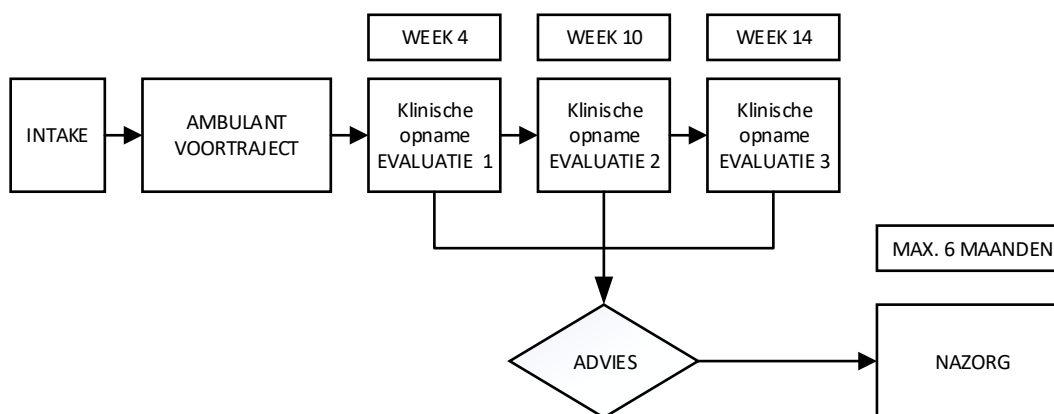 WEEK 4
WEEK 10
WEEK 14
INTAKE
AMBULANT
VOORTRAJECT
Klinische
opname
EVALUATIE 1
Klinische
opname
EVALUATIE 2
Klinische
opname
EVALUATIE 3
MAX. 6 MAANDEN
ADVIES
NAZORG